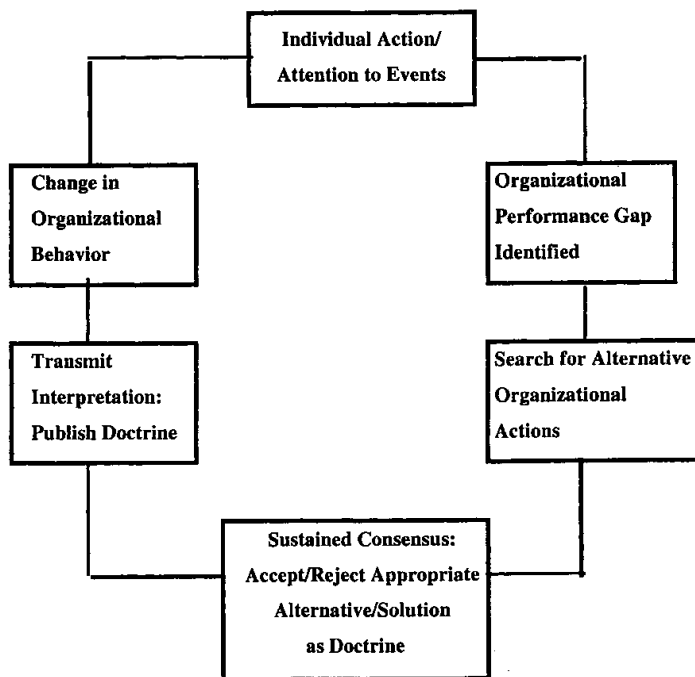 Individual Action/
Attention to Events
Organizational
Performance Gap
Identified
Search for Alternative
Organizational
Actions
Sustained Consensus:
Accept/Reject Appropriate
Alternative/Solution
as Doctrine
Transmit
Interpretation:
Publish Doctrine
Change in
Organizational
Behavior